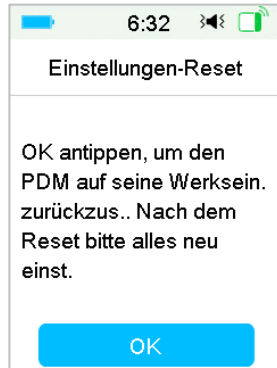 6:32
Einstellungen-Reset
OK antippen, um den
PDM auf seine Werksein.
zurückzus.. Nach dem
Reset bitte alles neu
einst.
OK